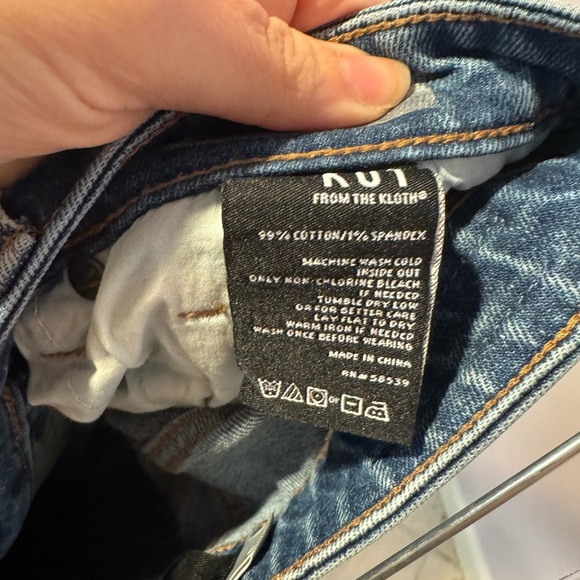 KUT
FROM THE KLOTH®
99% COTTON/1% SPANDEX
MACHINE WASH COLD
INSIDE OUT
ONLY NON-CHLORINE BLEACH
IF NEEDED
TUMBLE DRY LOW
OR FOR BETTER CARE
LAY FLAT TO DRY
WARM IRON IF NEEDED
WASH ONCE BEFORE WEARING
MADE IN CHINA
RN# 58539
OR